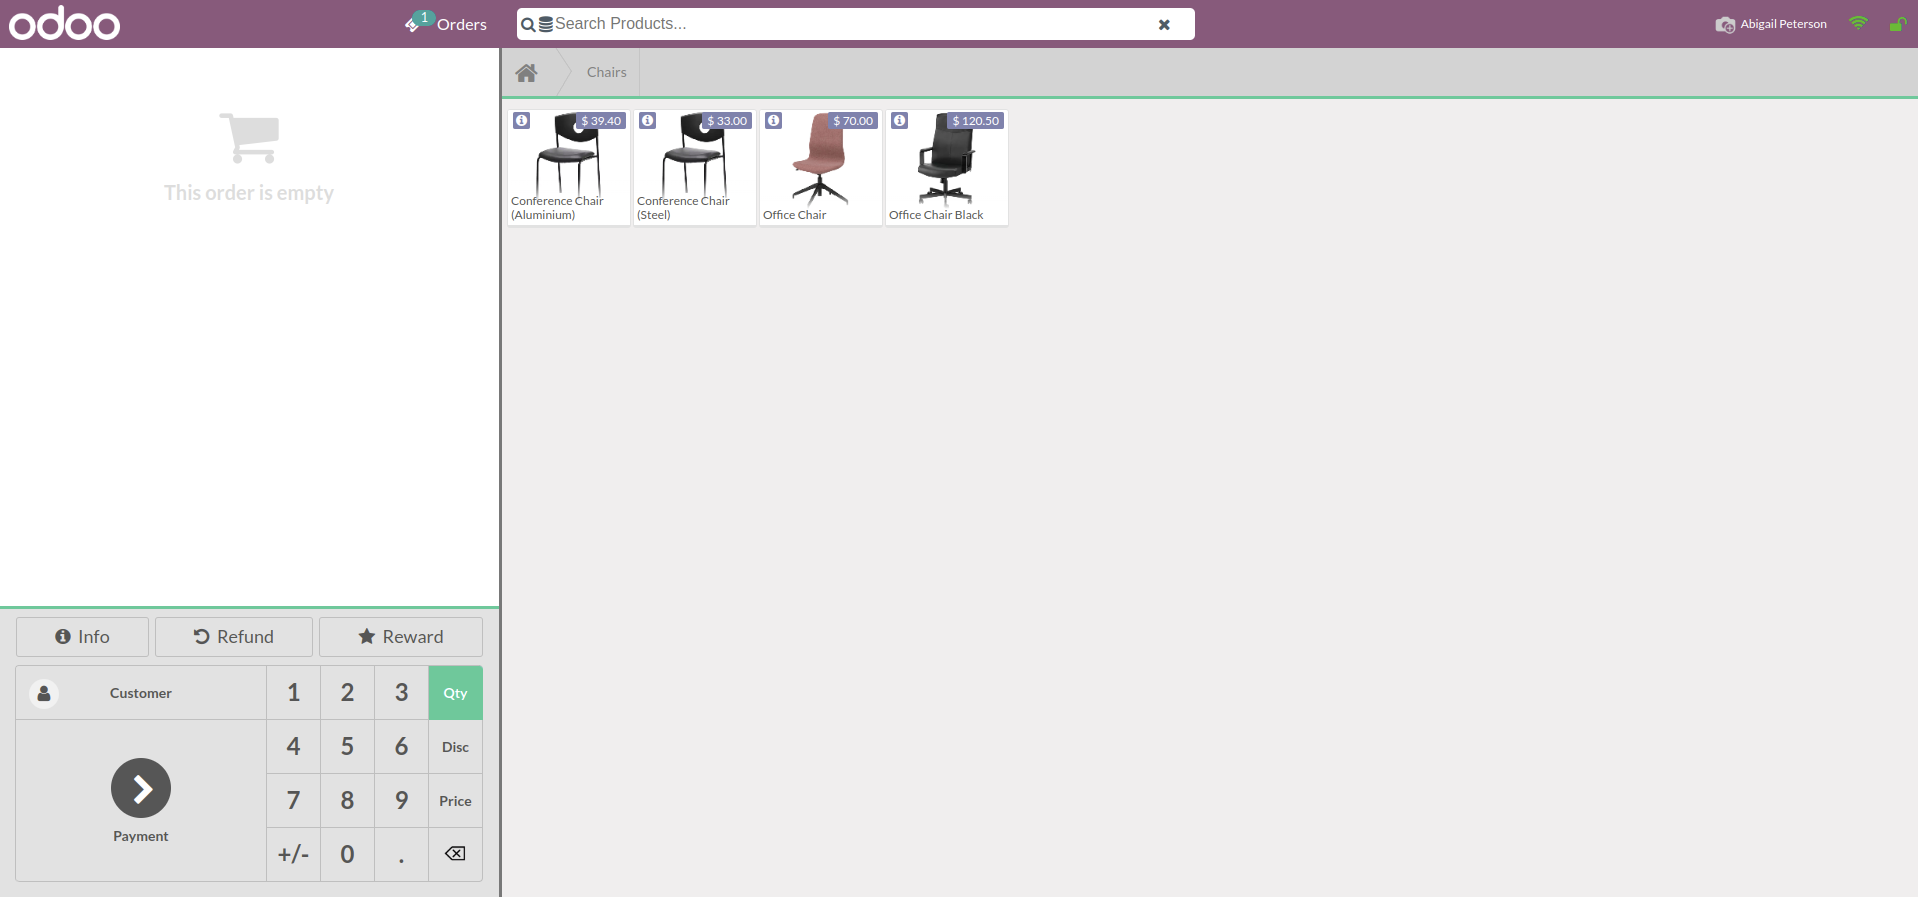 odoo
1
Orders
Search Products...
Abigail Peterson
Chairs
This order is empty
$ 39.40
Conference Chair
(Aluminium)
$ 33.00
Conference Chair
(Steel)
$ 70.00
Office Chair
$ 120.50
Office Chair Black
Info
Refund
Reward
Customer
1
2
3
Qty
4
5
6
Disc
Payment
7
8
9
Price
+/-
0
.